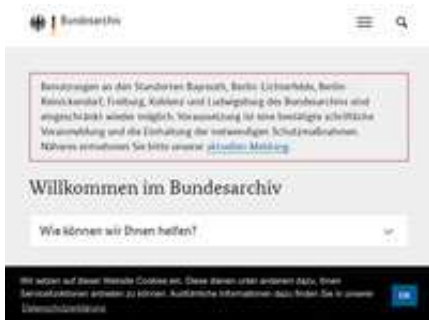 Bundesarchiv
Benutzungen an den Standorten Bayreuth, Berlin-Lichterfelde, Berlin-
Reinickendorf, Freiburg, Koblenz und Ludwigsburg des Bundesarchivs sind
eingeschränkt wieder möglich. Voraussetzung ist eine bestätigte schriftliche
Voranmeldung und die Einhaltung der notwendigen Schutzmaßnahmen.
Näheres entnehmen Sie bitte unserer aktuellen Meldung.
Willkommen im Bundesarchiv
Wie können wir Ihnen helfen?
Wir setzen auf dieser Website Cookies ein. Diese dienen unter anderem dazu, Ihnen
Servicefunktionen anbieten zu können. Ausführliche Informationen dazu finden Sie in unserer
Datenschutzerklärung
OK